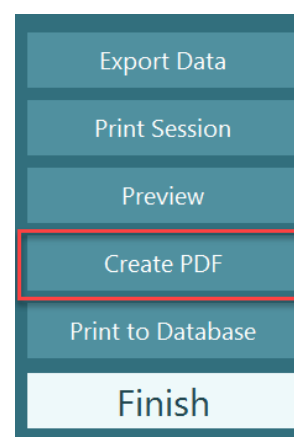 Export Data
Print Session
Preview
Create PDF
Print to Database
Finish